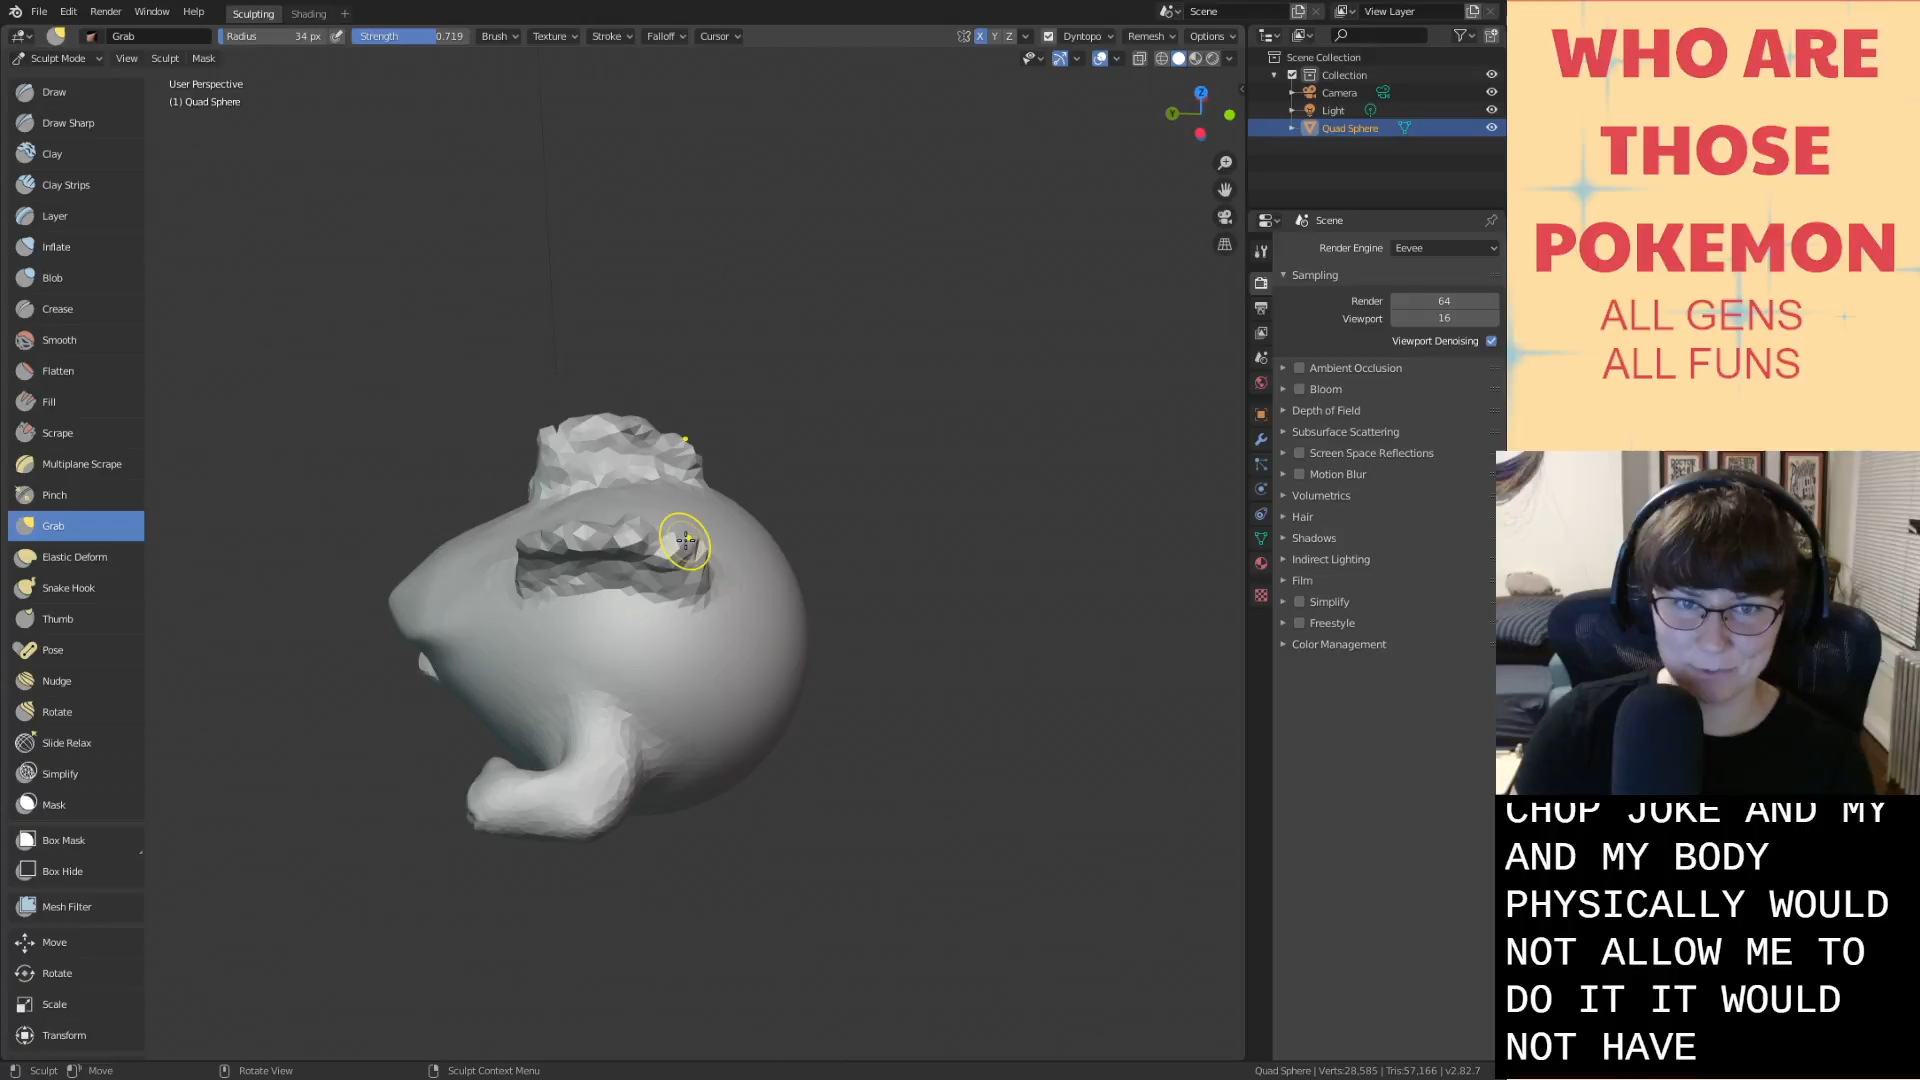 File Edit Render Window Help Sculpting Shading + Scene View Layer
Grab Radius 34 px Strength 0.719 Brush Texture Stroke Falloff Cursor X Y Z Dyntopo Remesh Options
Sculpt Mode View Sculpt Mask
User Perspective
(1) Quad Sphere
Draw
Draw Sharp
Clay
Clay Strips
Layer
Inflate
Blob
Crease
Smooth
Flatten
Fill
Scrape
Multiplane Scrape
Pinch
Grab
Elastic Deform
Snake Hook
Thumb
Pose
Nudge
Rotate
Slide Relax
Simplify
Mask
Box Mask
Box Hide
Mesh Filter
Move
Rotate
Scale
Transform
Z
Y
Scene Collection
Collection
Camera
Light
Quad Sphere
Scene
Render Engine Eevee
Sampling
Render 64
Viewport 16
Viewport Denoising
Ambient Occlusion
Bloom
Depth of Field
Subsurface Scattering
Screen Space Reflections
Motion Blur
Volumetrics
Hair
Shadows
Indirect Lighting
Film
Simplify
Freestyle
Color Management
WHO ARE
THOSE
POKEMON
ALL GENS
ALL FUNS
CHOP JOKE AND MY
AND MY BODY
PHYSICALLY WOULD
NOT ALLOW ME TO
DO IT IT WOULD
NOT HAVE
Sculpt Move Rotate View Sculpt Context Menu Quad Sphere | Verts:28,585 | Tris:57,166 | v2.82.7